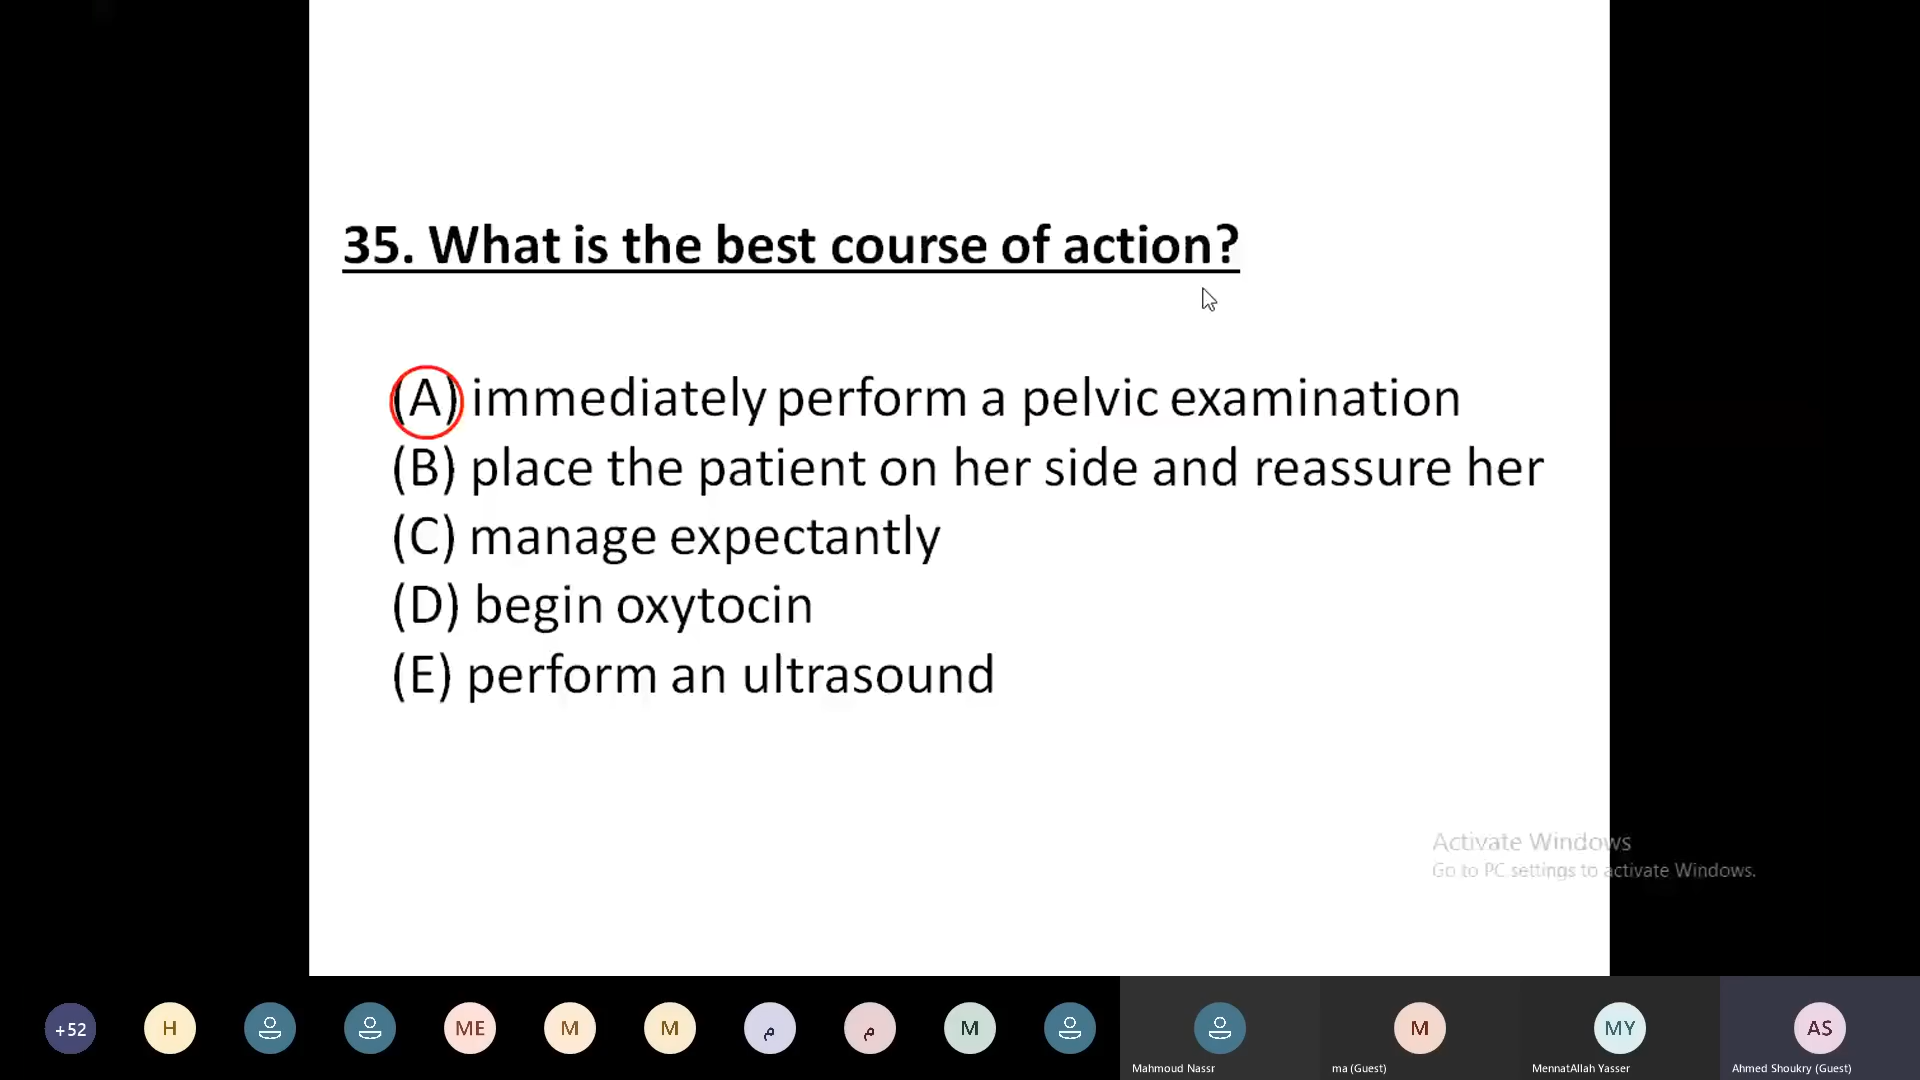 35. What is the best course of action?
(A) immediately perform a pelvic examination
(B) place the patient on her side and reassure her
(C) manage expectantly
(D) begin oxytocin
(E) perform an ultrasound
Activate Windows
Go to PC settings to activate Windows.
+52
H
ME
M
M
م
م
M
M
MY
AS
Mahmoud Nassr
ma (Guest)
MennatAllah Yasser
Ahmed Shoukry (Guest)